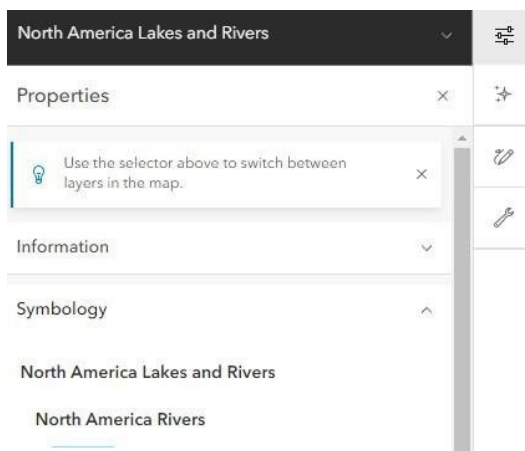 North America Lakes and Rivers
Properties
Use the selector above to switch between
layers in the map.
Information
Symbology
North America Lakes and Rivers
North America Rivers